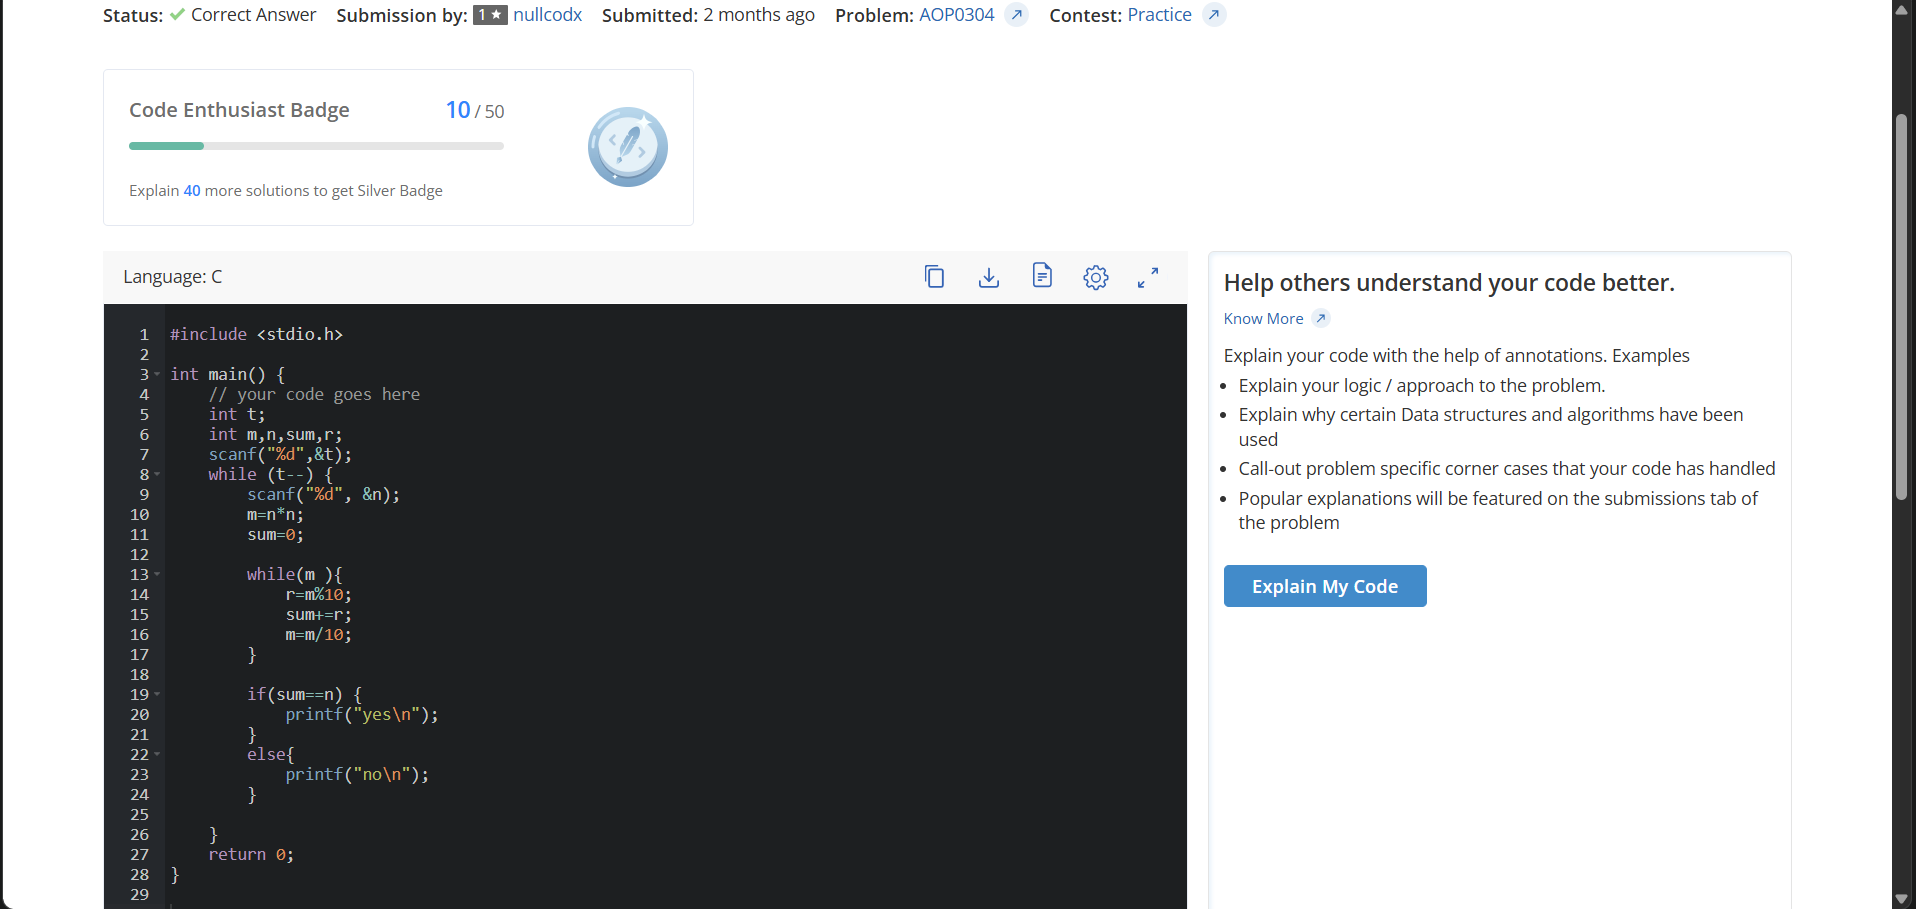 Status: Correct Answer Submission by: 1★ nullcodx Submitted: 2 months ago Problem: AOP0304 Contest: Practice
Code Enthusiast Badge 10 / 50
Explain 40 more solutions to get Silver Badge
Language: C
1 #include <stdio.h>
2
3 int main() {
4     // your code goes here
5     int t;
6     int m,n,sum,r;
7     scanf("%d",&t);
8     while (t--) {
9         scanf("%d", &n);
10         m=n*n;
11         sum=0;
12
13         while(m ){
14             r=m%10;
15             sum+=r;
16             m=m/10;
17         }
18
19         if(sum==n) {
20             printf("yes\n");
21         }
22         else{
23             printf("no\n");
24         }
25
26     }
27     return 0;
28 }
29
Help others understand your code better.
Know More
Explain your code with the help of annotations. Examples
• Explain your logic / approach to the problem.
• Explain why certain Data structures and algorithms have been
used
• Call-out problem specific corner cases that your code has handled
• Popular explanations will be featured on the submissions tab of
the problem
Explain My Code